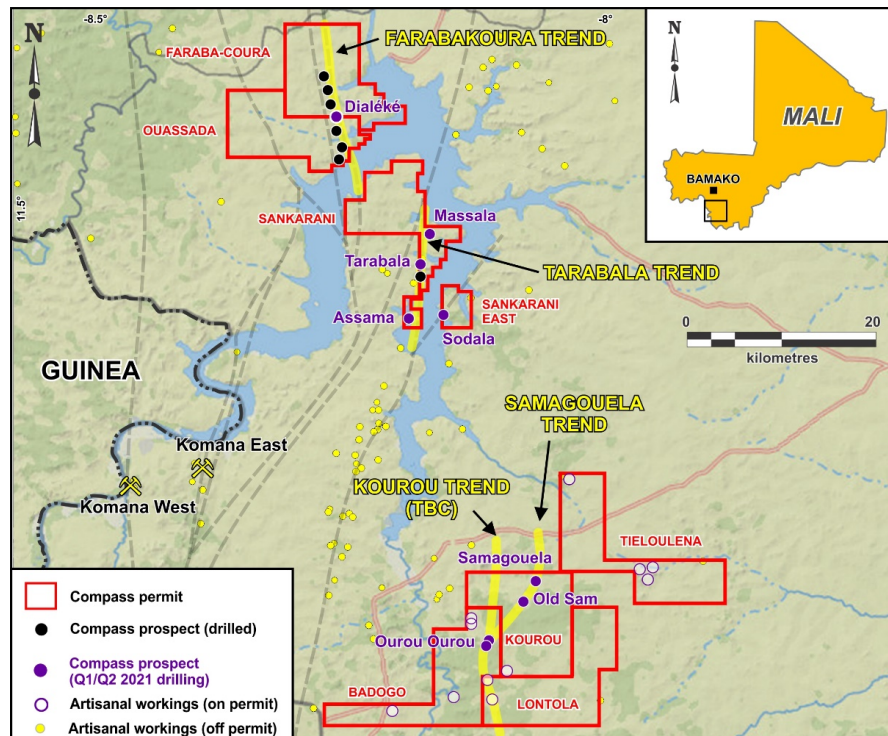 -8.5°
-8°
N
FARABAKOURA TREND
FARABA-COURA
Dialéké
OUASSADA
11.5°
SANKARANI
Massala
Tarabala
TARABALA TREND
Assama
SANKARANI
EAST
Sodala
GUINEA
Komana East
Komana West
SAMAGOUELA
TREND
KOUROU TREND
(TBC)
Samagouela
TIELOULENA
Old Sam
Ourou Ourou
KOUROU
BADOGO
LONTOLA
N
MALI
BAMAKO
0
20
kilometres
Compass permit
Compass prospect (drilled)
Compass prospect
(Q1/Q2 2021 drilling)
Artisanal workings (on permit)
Artisanal workings (off permit)